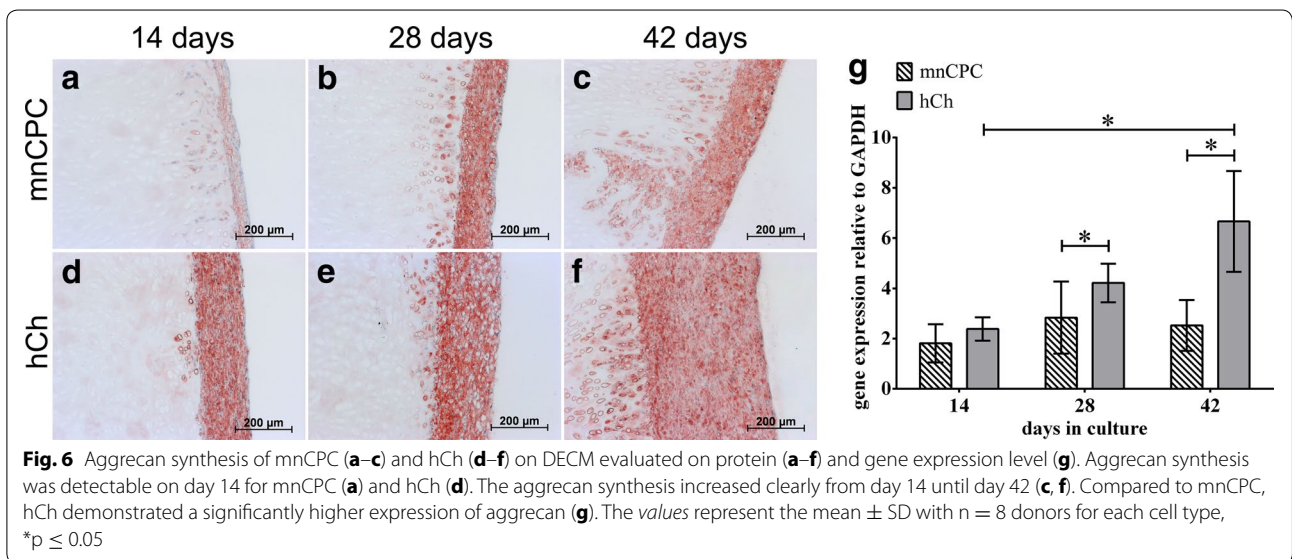 14 days 28 days 42 days
mnCPC
a
200 µm
b
200 µm
c
200 µm
hCh
d
200 µm
e
200 µm
f
200 µm
g
mnCPC
hCh
gene expression relative to GAPDH
10
8
6
4
2
0
*
*
*
14 28 42
days in culture
Fig. 6 Aggrecan synthesis of mnCPC (a–c) and hCh (d–f) on DECM evaluated on protein (a–f) and gene expression level (g). Aggrecan synthesis
was detectable on day 14 for mnCPC (a) and hCh (d). The aggrecan synthesis increased clearly from day 14 until day 42 (c, f). Compared to mnCPC,
hCh demonstrated a significantly higher expression of aggrecan (g). The values represent the mean ± SD with n = 8 donors for each cell type,
*p ≤ 0.05